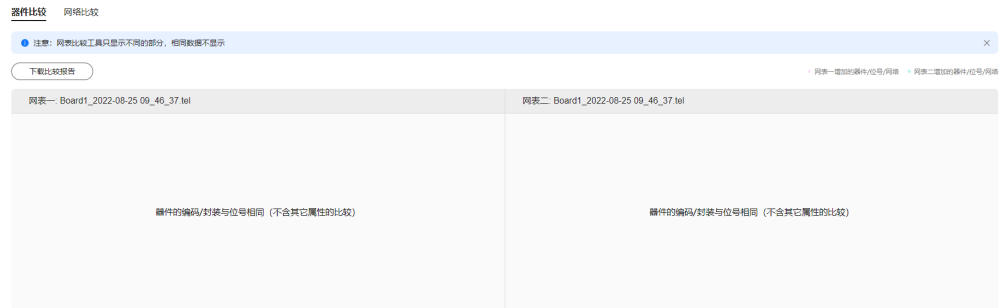 器件比较 网络比较
注意：网表比较工具只显示不同的部分，相同数据不显示
下载比较报告
网表一增加的器件/位号/网络 网表二增加的器件/位号/网络
网表一: Board1_2022-08-25 09_46_37.tel 网表二: Board1_2022-08-25 09_46_37.tel
器件的编码/封装与位号相同（不含其它属性的比较） 器件的编码/封装与位号相同（不含其它属性的比较）